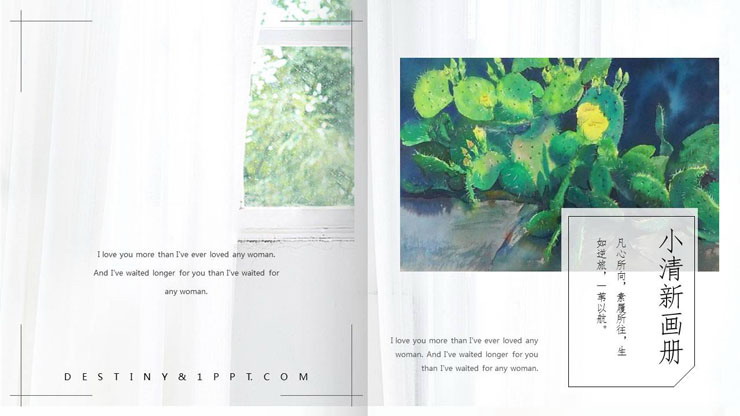 I love you more than I've ever loved any woman.
And I've waited longer for you than I've waited for
any woman.
DESTINY&1PPT.COM
小清新画册
凡心所向，素履所往，生
如逆旅，一苇以航。
I love you more than I've ever loved any
woman. And I've waited longer for you
than I've waited for any woman.